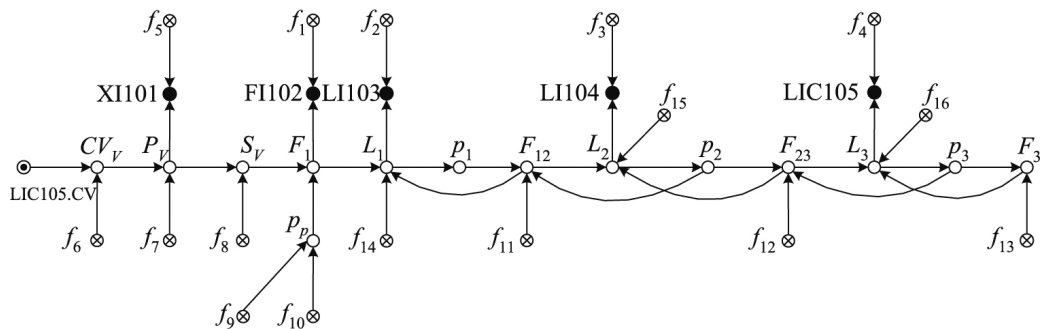 f5 f1 f2 f3 f4
XI101 FI102 LI103 LI104 f15 LIC105 f16
CVV PV SV F1 L1 p1 F12 L2 p2 F23 L3 p3 F3
LIC105.CV
f6 f7 f8 pp f14 f11 f12 f13
f9 f10